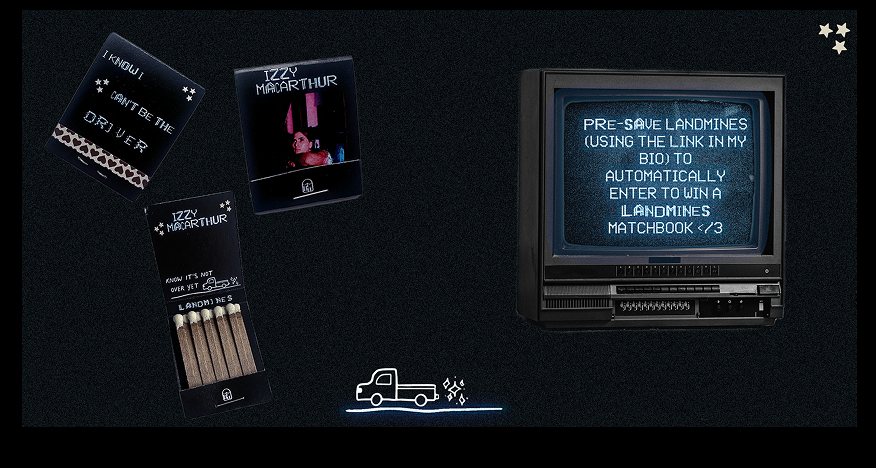 I KNOW I
CAN'T BE THE
DRIVER
IZZY
MACARTHUR
IZZY
MACARTHUR
KNOW IT'S NOT
OVER YET
LANDMINES
PRE-SAVE LANDMINES
(USING THE LINK IN MY
BIO) TO
AUTOMATICALLY
ENTER TO WIN A
LANDMINES
MATCHBOOK </3